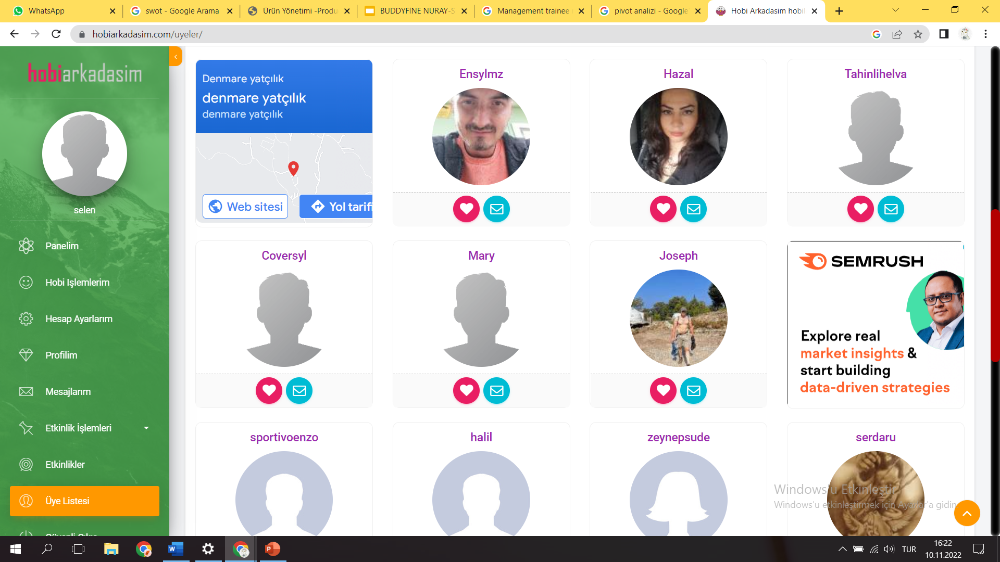 WhatsApp
swot - Google Arama
Ürün Yönetimi -Produ
BUDDYFİNE NURAY-S
Management trainee
pivot analizi - Google
Hobi Arkadasim hobi
hobiarkadasim.com/uyeler/
hobiarkadasim
selen
Panelim
Hobi Işlemlerim
Hesap Ayarlarım
Profilim
Mesajlarım
Etkinlik İşlemleri
Etkinlikler
Üye Listesi
Denmare yatçılık
denmare yatçılık
denmare yatçılık
Web sitesi
Yol tarifi
Ensylmz
Hazal
Tahinlihelva
Coversyl
Mary
Joseph
SEMRUSH
Explore real
market insights &
start building
data-driven strategies
sportivoenzo
halil
zeynepsude
serdaru
Windows'u Etkinleştir
Windows'u etkinleştirmek için Ayarlar'a gidin
W
P
TUR
16:22
10.11.2022